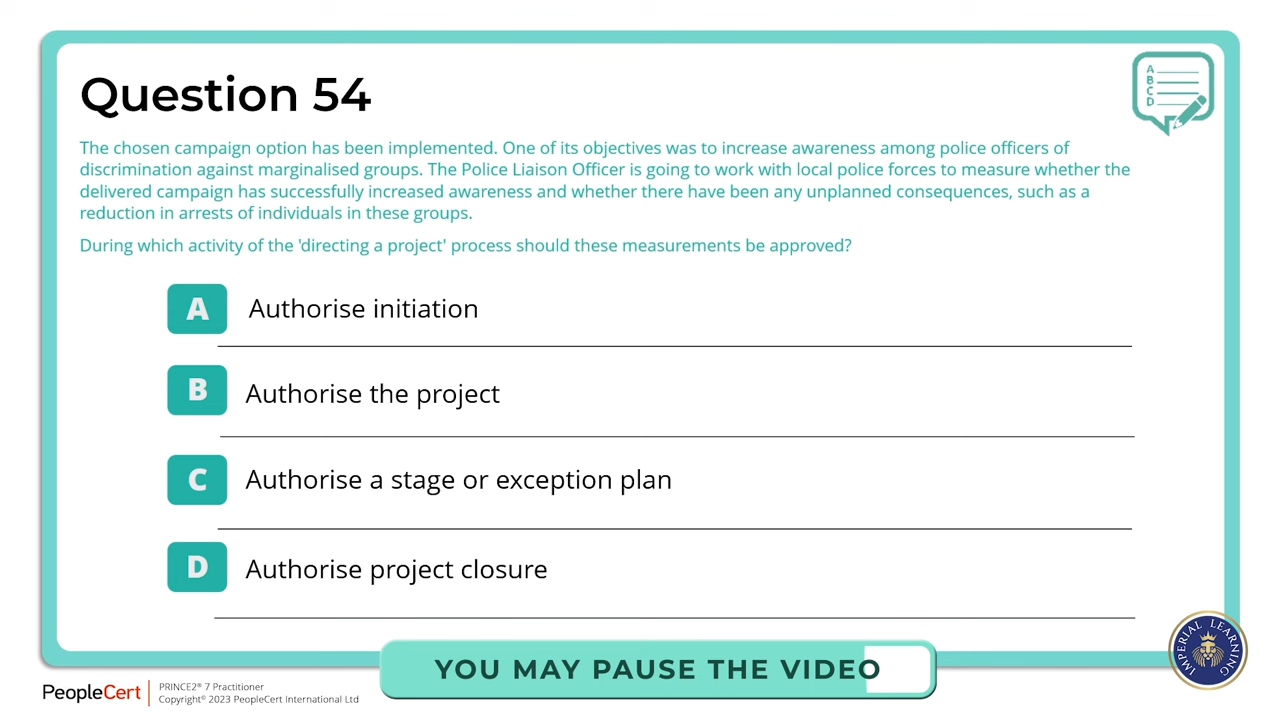 Question 54
A
B
C
D
The chosen campaign option has been implemented. One of its objectives was to increase awareness among police officers of
discrimination against marginalised groups. The Police Liaison Officer is going to work with local police forces to measure whether the
delivered campaign has successfully increased awareness and whether there have been any unplanned consequences, such as a
reduction in arrests of individuals in these groups.
During which activity of the 'directing a project' process should these measurements be approved?
A Authorise initiation
B Authorise the project
C Authorise a stage or exception plan
D Authorise project closure
YOU MAY PAUSE THE VIDEO
PeopleCert
PRINCE2® 7 Practitioner
Copyright© 2023 PeopleCert International Ltd
IMPERIAL LEARNING